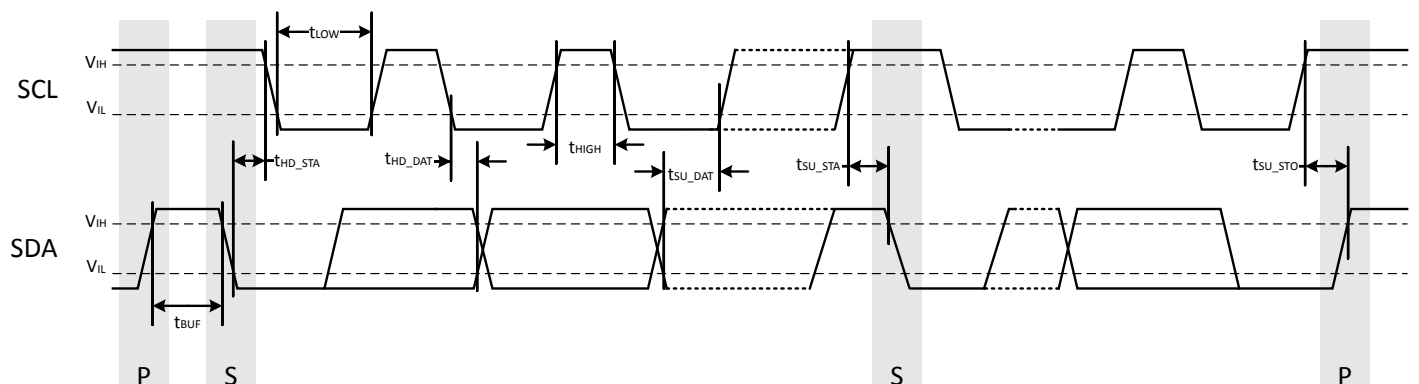 tLOW
VIH
SCL
VIL
tHD_STA
tHD_DAT
tHIGH
tSU_DAT
tSU_STA
tSU_STO
VIH
SDA
VIL
tBUF
P
S
S
P